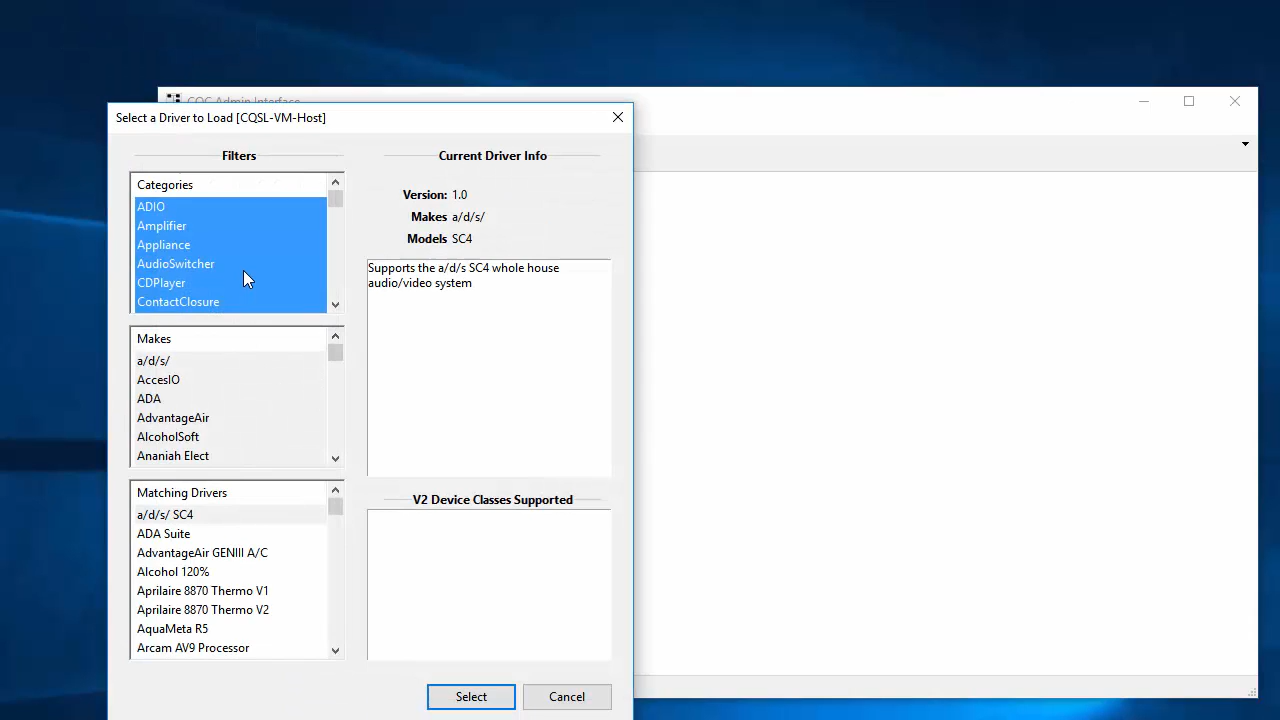 CQC Admin Interface
Select a Driver to Load [CQSL-VM-Host]
Filters
Categories
ADIO
Amplifier
Appliance
AudioSwitcher
CDPlayer
ContactClosure
Makes
a/d/s/
AccesIO
ADA
AdvantageAir
AlcoholSoft
Ananiah Elect
Matching Drivers
a/d/s/ SC4
ADA Suite
AdvantageAir GENIII A/C
Alcohol 120%
Aprilaire 8870 Thermo V1
Aprilaire 8870 Thermo V2
AquaMeta R5
Arcam AV9 Processor
Current Driver Info
Version: 1.0
Makes a/d/s/
Models SC4
Supports the a/d/s SC4 whole house
audio/video system
V2 Device Classes Supported
Select
Cancel